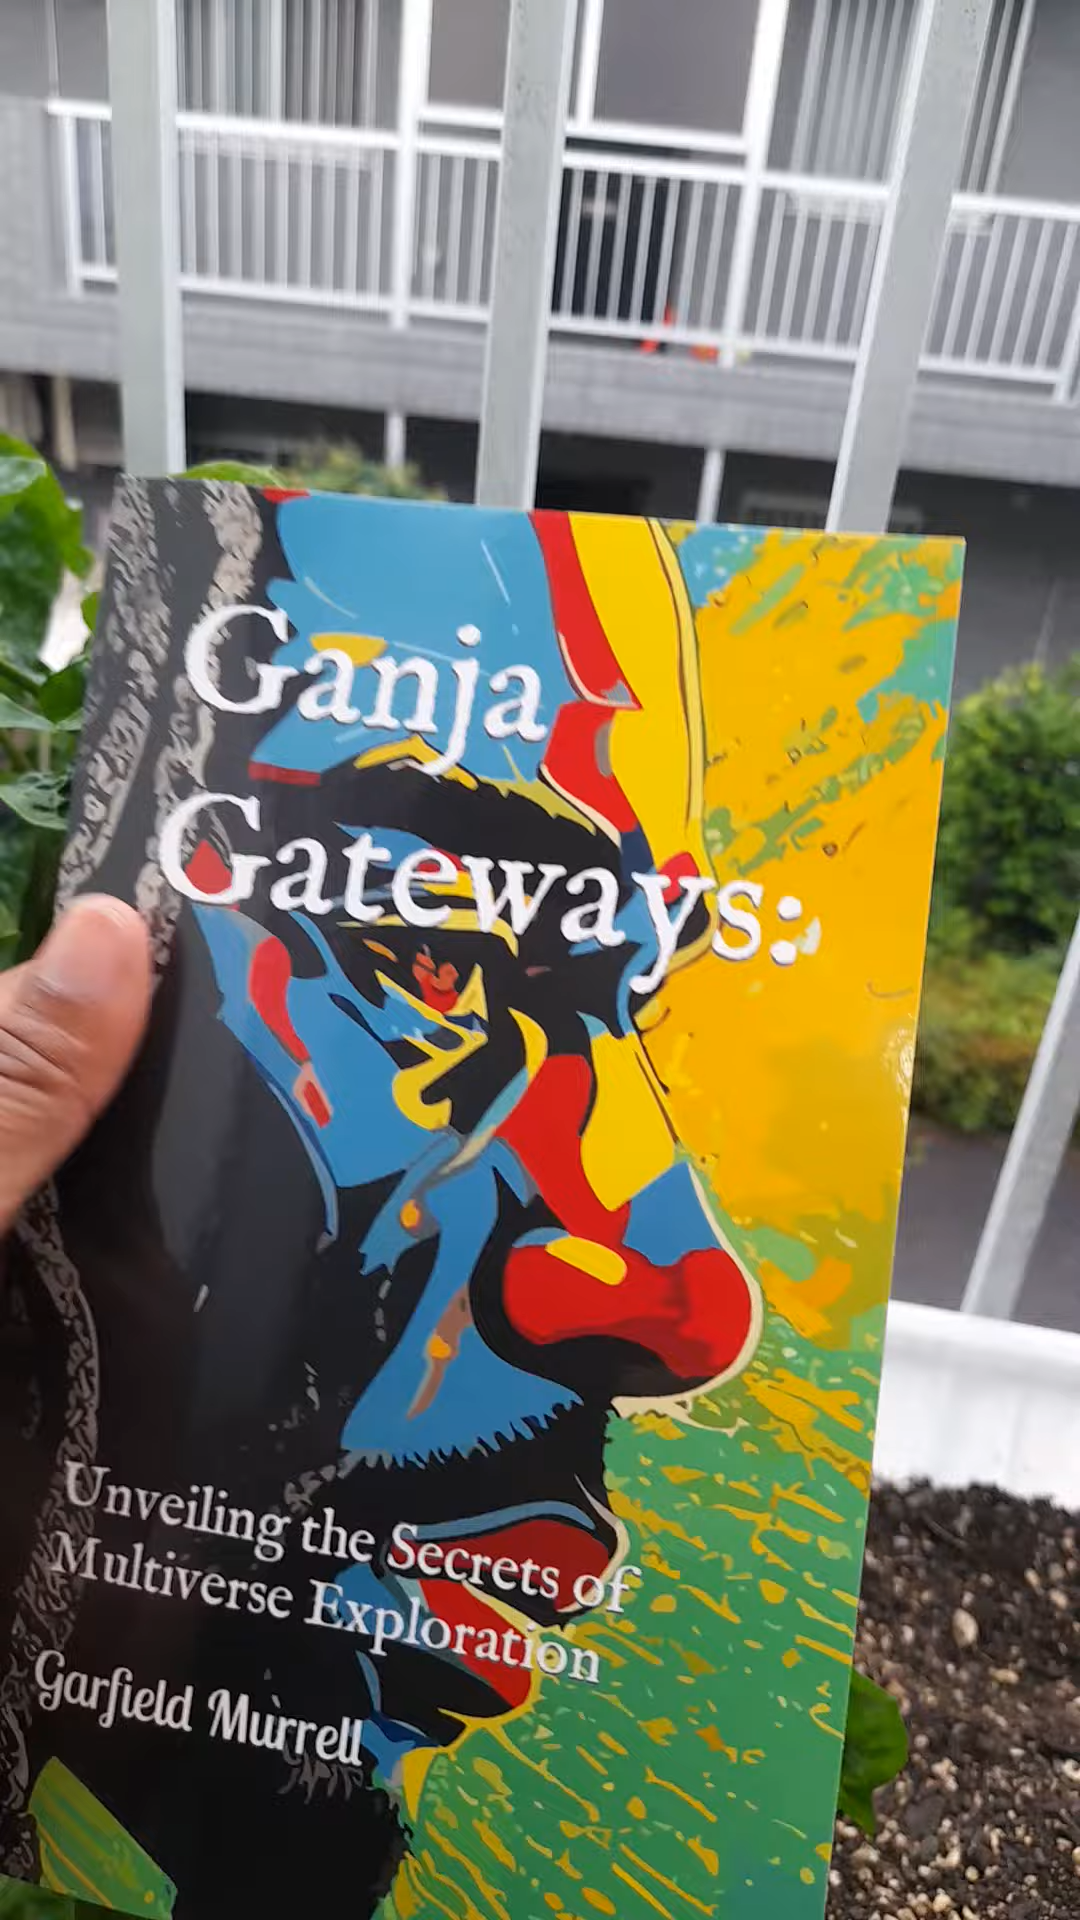 Ganja
Gateways:
Unveiling the Secrets of
Multiverse Exploration
Garfield Murrell